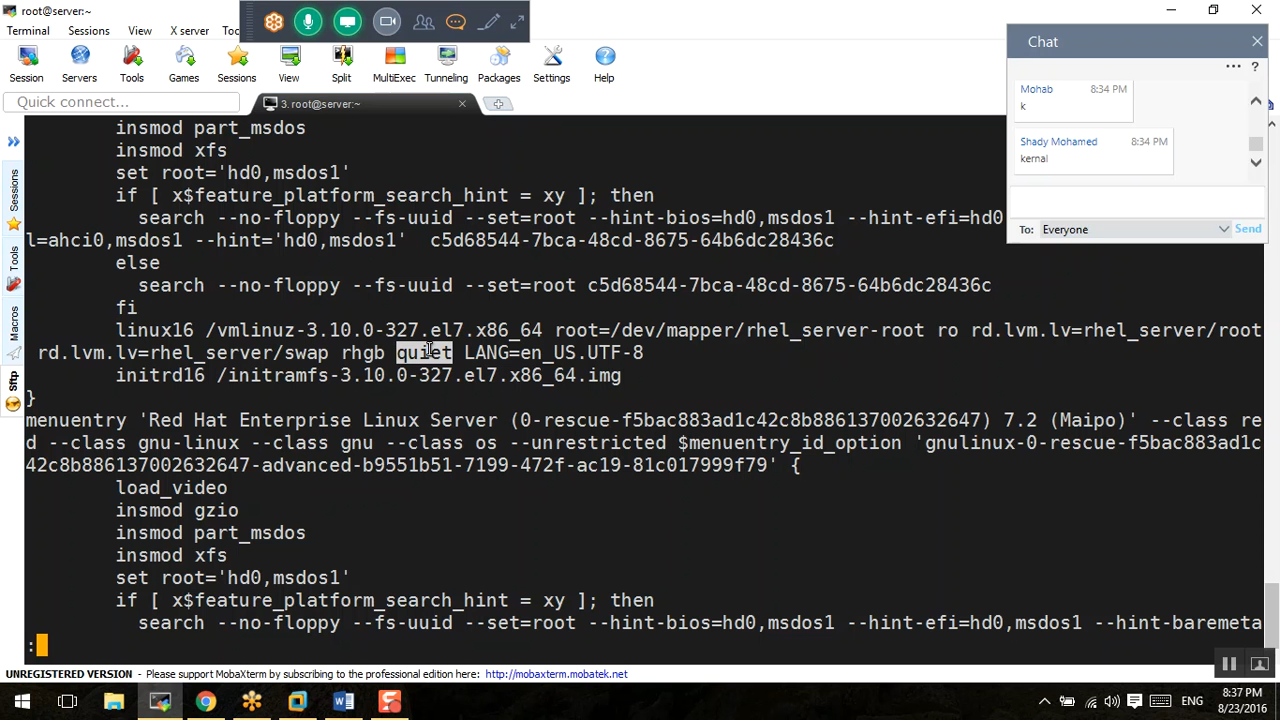 root@server:~
Terminal Sessions View X server To
Session Servers Tools Games Sessions View Split MultiExec Tunneling Packages Settings Help
Quick connect...
3. root@server:~
Chat
Mohab 8:34 PM
k
Shady Mohamed 8:34 PM
kernal
To: Everyone Send
Sessions
Tools
Macros
Sftp
insmod part_msdos
insmod xfs
set root='hd0,msdos1'
if [ x$feature_platform_search_hint = xy ]; then
search --no-floppy --fs-uuid --set=root --hint-bios=hd0,msdos1 --hint-efi=hd0
l=ahci0,msdos1 --hint='hd0,msdos1' c5d68544-7bca-48cd-8675-64b6dc28436c
else
search --no-floppy --fs-uuid --set=root c5d68544-7bca-48cd-8675-64b6dc28436c
fi
linux16 /vmlinuz-3.10.0-327.el7.x86_64 root=/dev/mapper/rhel_server-root ro rd.lvm.lv=rhel_server/root
rd.lvm.lv=rhel_server/swap rhgb quiet LANG=en_US.UTF-8
initrd16 /initramfs-3.10.0-327.el7.x86_64.img
}
menuentry 'Red Hat Enterprise Linux Server (0-rescue-f5bac883ad1c42c8b886137002632647) 7.2 (Maipo)' --class re
d --class gnu-linux --class gnu --class os --unrestricted $menuentry_id_option 'gnulinux-0-rescue-f5bac883ad1c
42c8b886137002632647-advanced-b9551b51-7199-472f-ac19-81c017999f79' {
load_video
insmod gzio
insmod part_msdos
insmod xfs
set root='hd0,msdos1'
if [ x$feature_platform_search_hint = xy ]; then
search --no-floppy --fs-uuid --set=root --hint-bios=hd0,msdos1 --hint-efi=hd0,msdos1 --hint-baremeta
:
UNREGISTERED VERSION - Please support MobaXterm by subscribing to the professional edition here: http://mobaxterm.mobatek.net
ENG
8:37 PM
8/23/2016